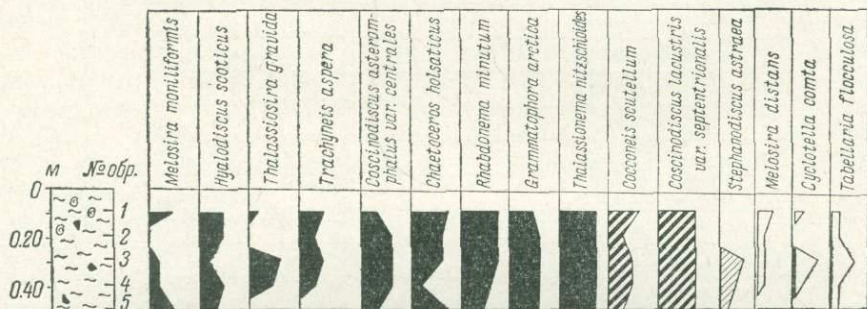 Melosira moniliformis
Hyalodiscus scoticus
Thalassiosira gravida
Trachyneis aspera
Coscinodiscus asterom-
phalus var. centrales
Chaetoceros holsaticus
Rhabdonema minutum
Grammatophora arctica
Thalassionema nitzschioides
Cocconeis scutellum
Coscinodiscus lacustris
var. septentrionalis
Stephanodiscus astraea
Melosira distans
Cyclotella comta
Tabellaria flocculosa
м № обр.
0
1
0.20 2
3
0.40 4
5